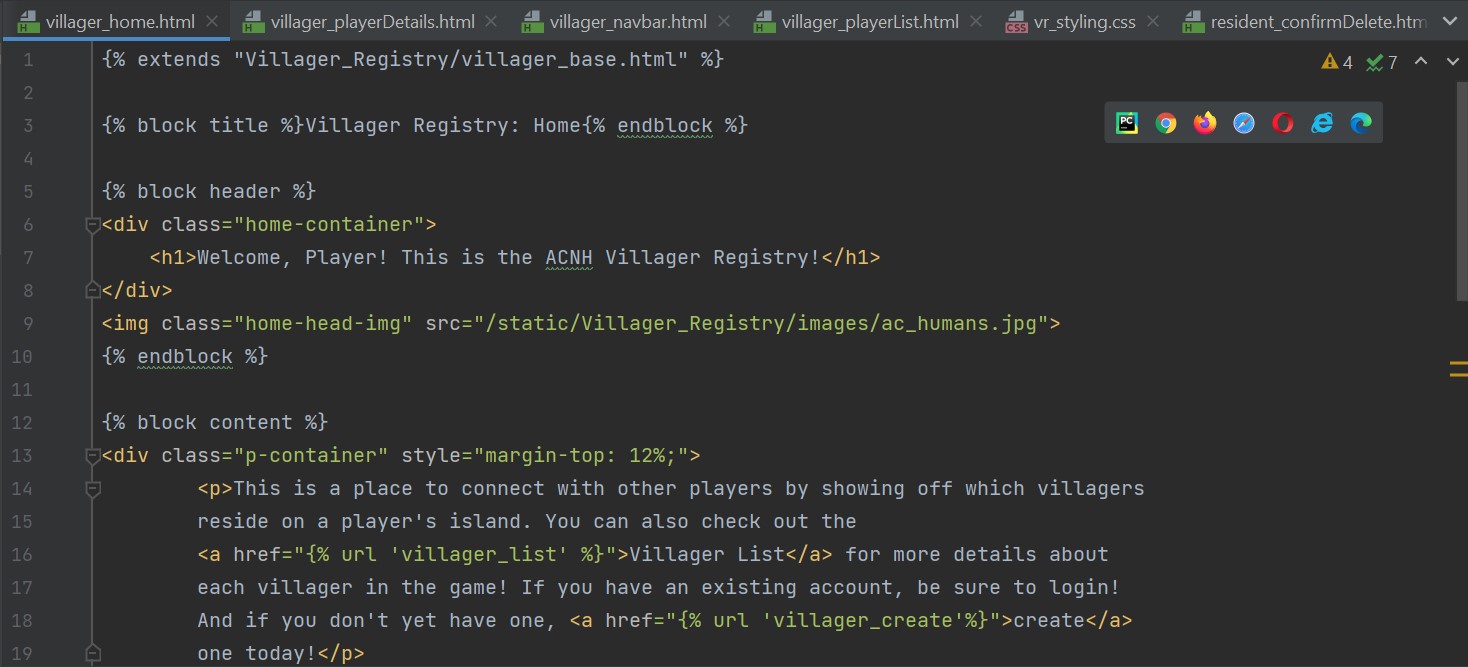 villager_home.html villager_playerDetails.html villager_navbar.html villager_playerList.html vr_styling.css resident_confirmDelete.htm
1 {% extends "Villager_Registry/villager_base.html" %} 4 7
2
3 {% block title %}Villager Registry: Home{% endblock %}
4
5 {% block header %}
6 <div class="home-container">
7 <h1>Welcome, Player! This is the ACNH Villager Registry!</h1>
8 </div>
9 <img class="home-head-img" src="/static/Villager_Registry/images/ac_humans.jpg">
10 {% endblock %}
11
12 {% block content %}
13 <div class="p-container" style="margin-top: 12%;">
14 <p>This is a place to connect with other players by showing off which villagers
15 reside on a player's island. You can also check out the
16 <a href="{% url 'villager_list' %}">Villager List</a> for more details about
17 each villager in the game! If you have an existing account, be sure to login!
18 And if you don't yet have one, <a href="{% url 'villager_create'%}">create</a>
19 one today!</p>